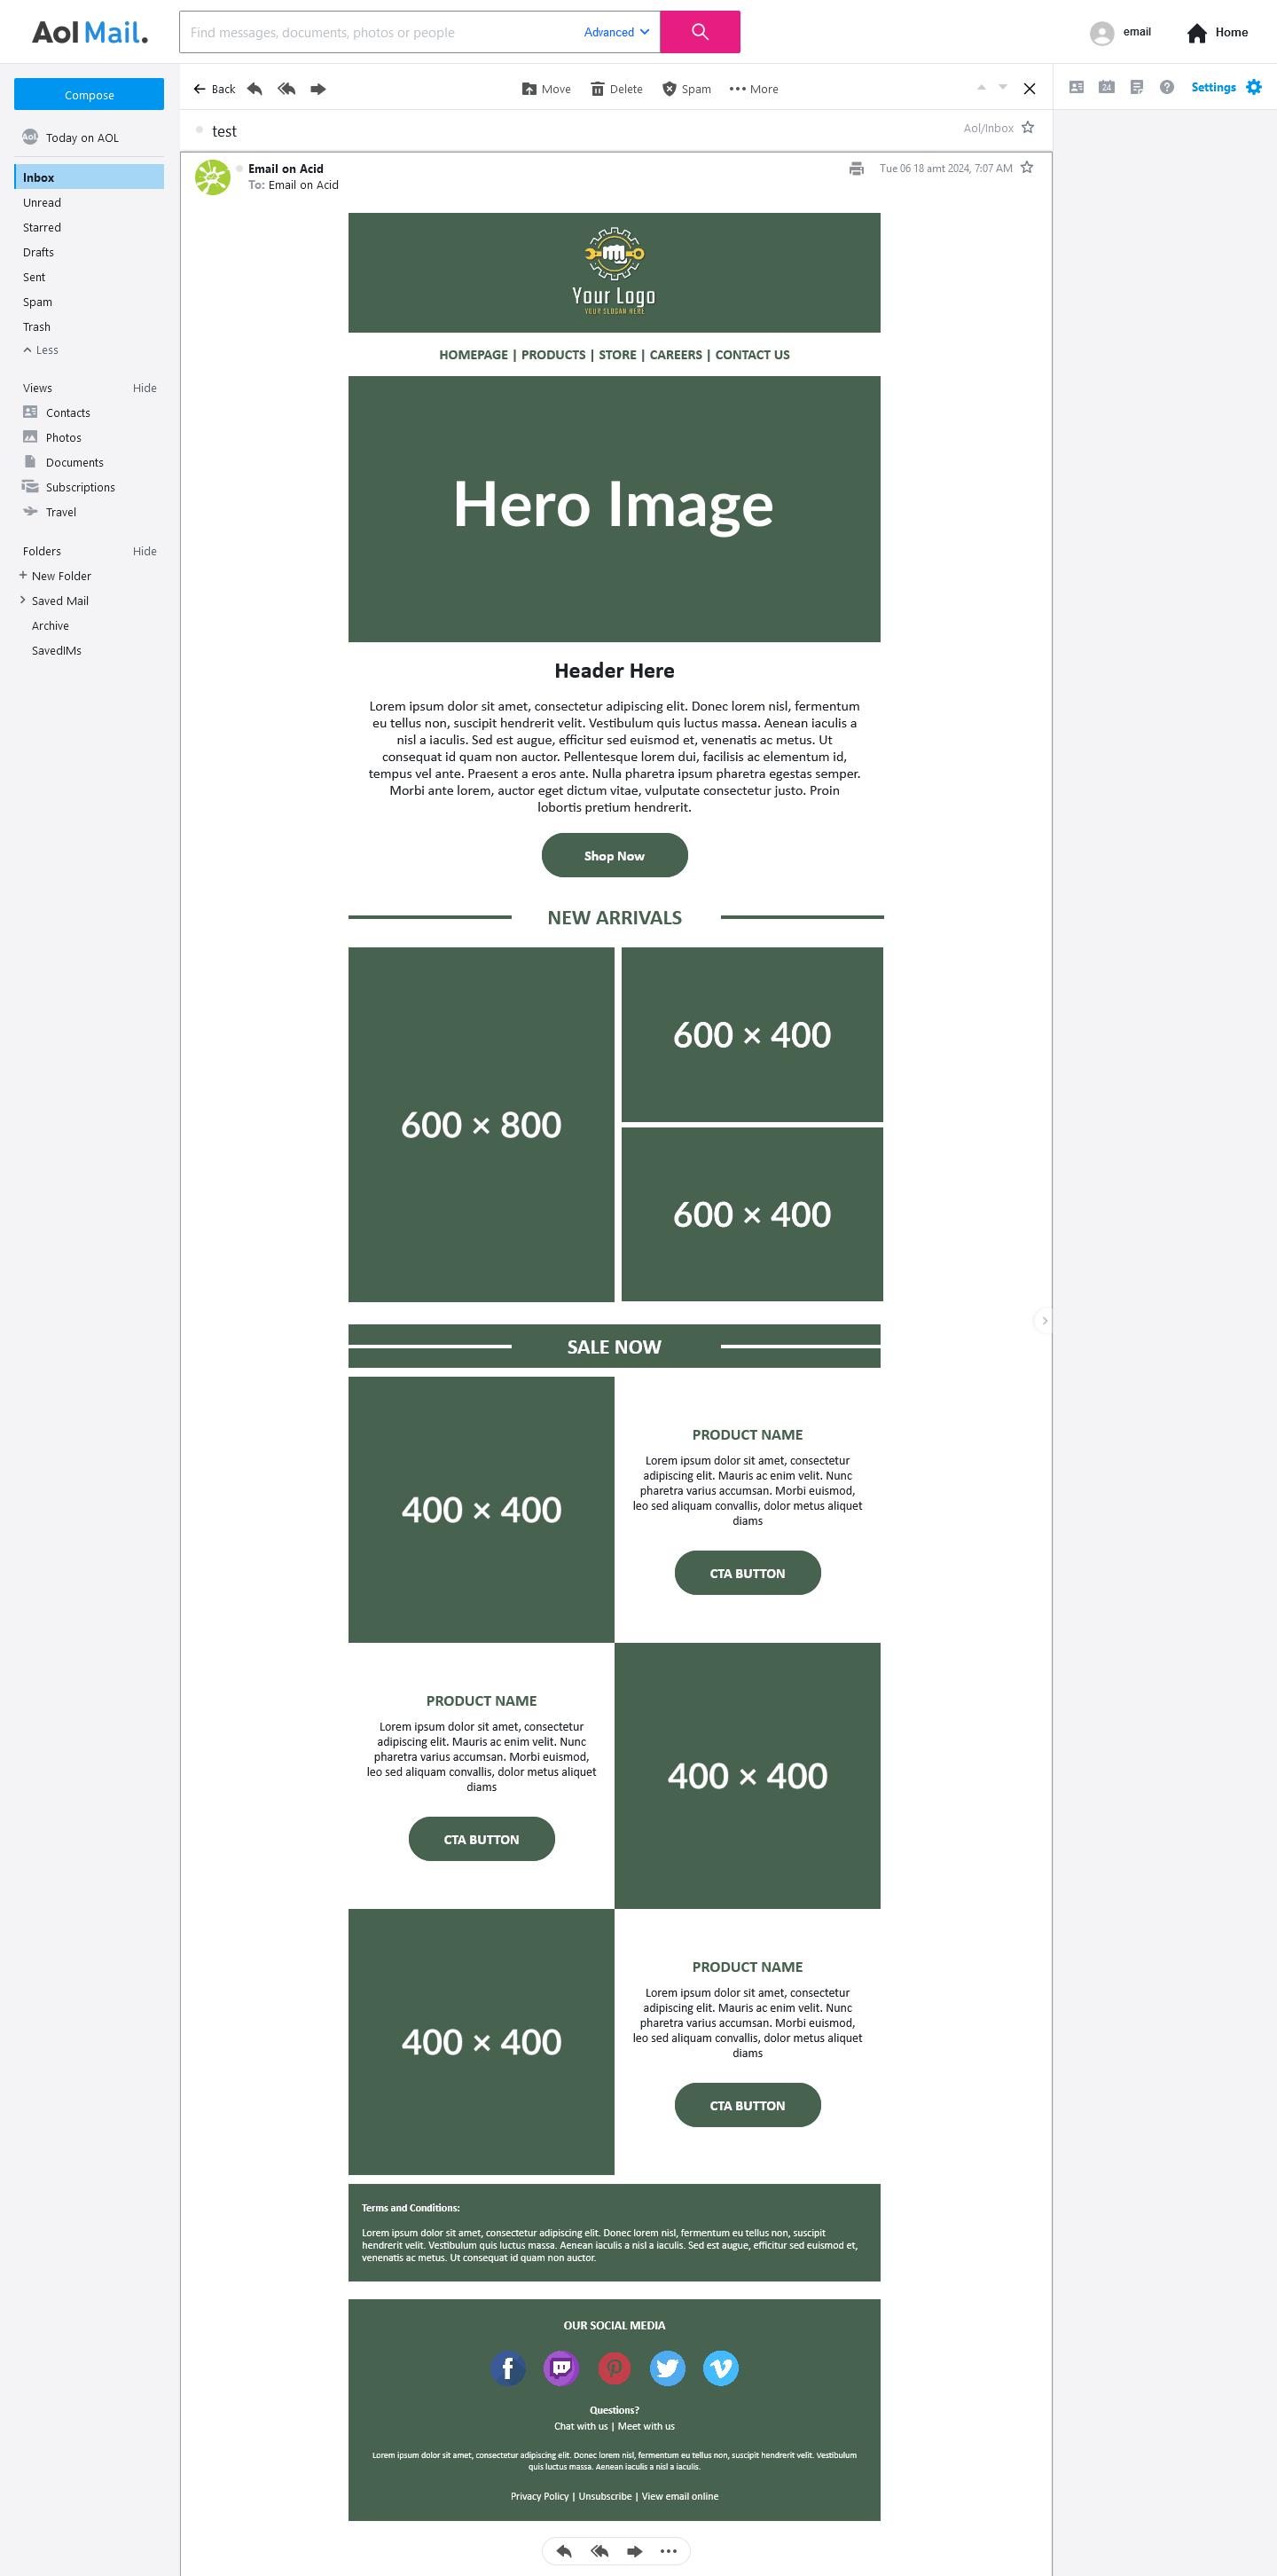 Aol Mail.
Find messages, documents, photos or people
Advanced
email
Home
Compose
Aol.
Today on AOL
Inbox
Unread
Starred
Drafts
Sent
Spam
Trash
Less
Views Hide
Contacts
Photos
Documents
Subscriptions
Travel
Folders Hide
New Folder
Saved Mail
Archive
SavedIMs
Back
Move
Delete
Spam
More
24
Settings
test
Aol/Inbox
Email on Acid
To: Email on Acid
Tue 06 18 amt 2024, 7:07 AM
Your Logo
YOUR SLOGAN HERE
HOMEPAGE | PRODUCTS | STORE | CAREERS | CONTACT US
Hero Image
Header Here
Lorem ipsum dolor sit amet, consectetur adipiscing elit. Donec lorem nisl, fermentum
eu tellus non, suscipit hendrerit velit. Vestibulum quis luctus massa. Aenean iaculis a
nisl a iaculis. Sed est augue, efficitur sed euismod et, venenatis ac metus. Ut
consequat id quam non auctor. Pellentesque lorem dui, facilisis ac elementum id,
tempus vel ante. Praesent a eros ante. Nulla pharetra ipsum pharetra egestas semper.
Morbi ante lorem, auctor eget dictum vitae, vulputate consectetur justo. Proin
lobortis pretium hendrerit.
Shop Now
NEW ARRIVALS
600 × 800
600 × 400
600 × 400
SALE NOW
400 × 400
PRODUCT NAME
Lorem ipsum dolor sit amet, consectetur
adipiscing elit. Mauris ac enim velit. Nunc
pharetra varius accumsan. Morbi euismod,
leo sed aliquam convallis, dolor metus aliquet
diams
CTA BUTTON
PRODUCT NAME
Lorem ipsum dolor sit amet, consectetur
adipiscing elit. Mauris ac enim velit. Nunc
pharetra varius accumsan. Morbi euismod,
leo sed aliquam convallis, dolor metus aliquet
diams
CTA BUTTON
400 × 400
400 × 400
PRODUCT NAME
Lorem ipsum dolor sit amet, consectetur
adipiscing elit. Mauris ac enim velit. Nunc
pharetra varius accumsan. Morbi euismod,
leo sed aliquam convallis, dolor metus aliquet
diams
CTA BUTTON
Terms and Conditions:
Lorem ipsum dolor sit amet, consectetur adipiscing elit. Donec lorem nisl, fermentum eu tellus non, suscipit
hendrerit velit. Vestibulum quis luctus massa. Aenean iaculis a nisl a iaculis. Sed est augue, efficitur sed euismod et,
venenatis ac metus. Ut consequat id quam non auctor.
OUR SOCIAL MEDIA
Questions?
Chat with us | Meet with us
Lorem ipsum dolor sit amet, consectetur adipiscing elit. Donec lorem nisl, fermentum eu tellus non, suscipit hendrerit velit. Vestibulum
quis luctus massa. Aenean iaculis a nisl a iaculis.
Privacy Policy | Unsubscribe | View email online